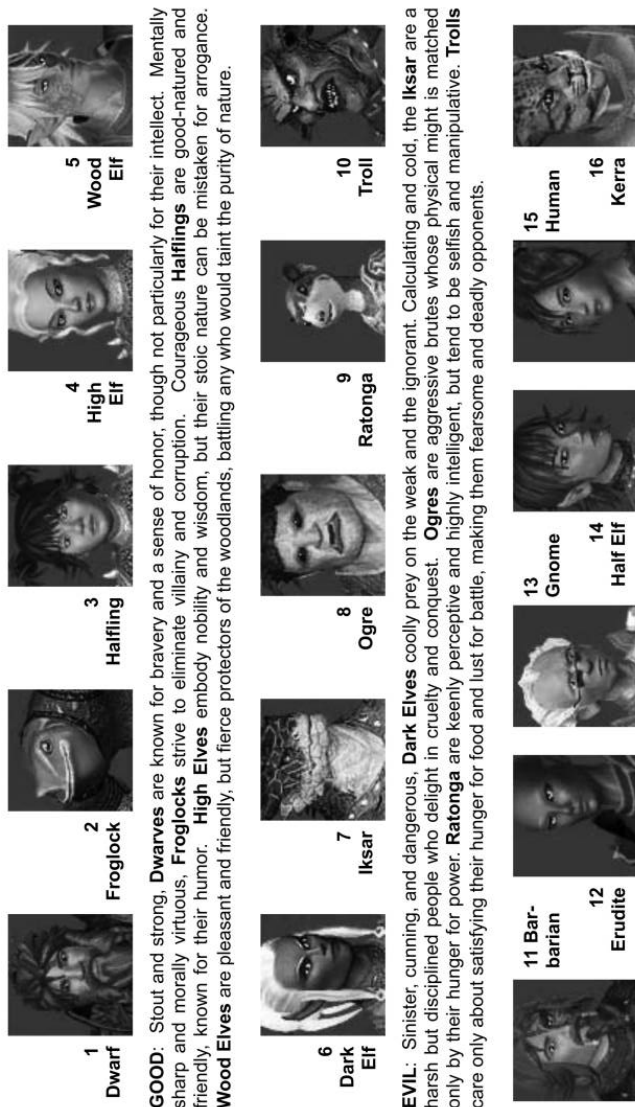 1
Dwarf
2
Froglock
3
Halfling
4
High
Elf
5
Wood
Elf
GOOD: Stout and strong, Dwarves are known for bravery and a sense of honor, though not particularly for their intellect. Mentally
sharp and morally virtuous, Froglocks strive to eliminate villainy and corruption. Courageous Halflings are good-natured and
friendly, known for their humor. High Elves embody nobility and wisdom, but their stoic nature can be mistaken for arrogance.
Wood Elves are pleasant and friendly, but fierce protectors of the woodlands, battling any who would taint the purity of nature.
6
Dark
Elf
7
Iksar
8
Ogre
9
Ratonga
10
Troll
EVIL: Sinister, cunning, and dangerous, Dark Elves coolly prey on the weak and the ignorant. Calculating and cold, the Iksar are a
harsh but disciplined people who delight in cruelty and conquest. Ogres are aggressive brutes whose physical might is matched
only by their hunger for power. Ratonga are keenly perceptive and highly intelligent, but tend to be selfish and manipulative. Trolls
care only about satisfying their hunger for food and lust for battle, making them fearsome and deadly opponents.
11 Bar-
barian
12
Erudite
13
Gnome
14
Half Elf
15
Human
16
Kerra